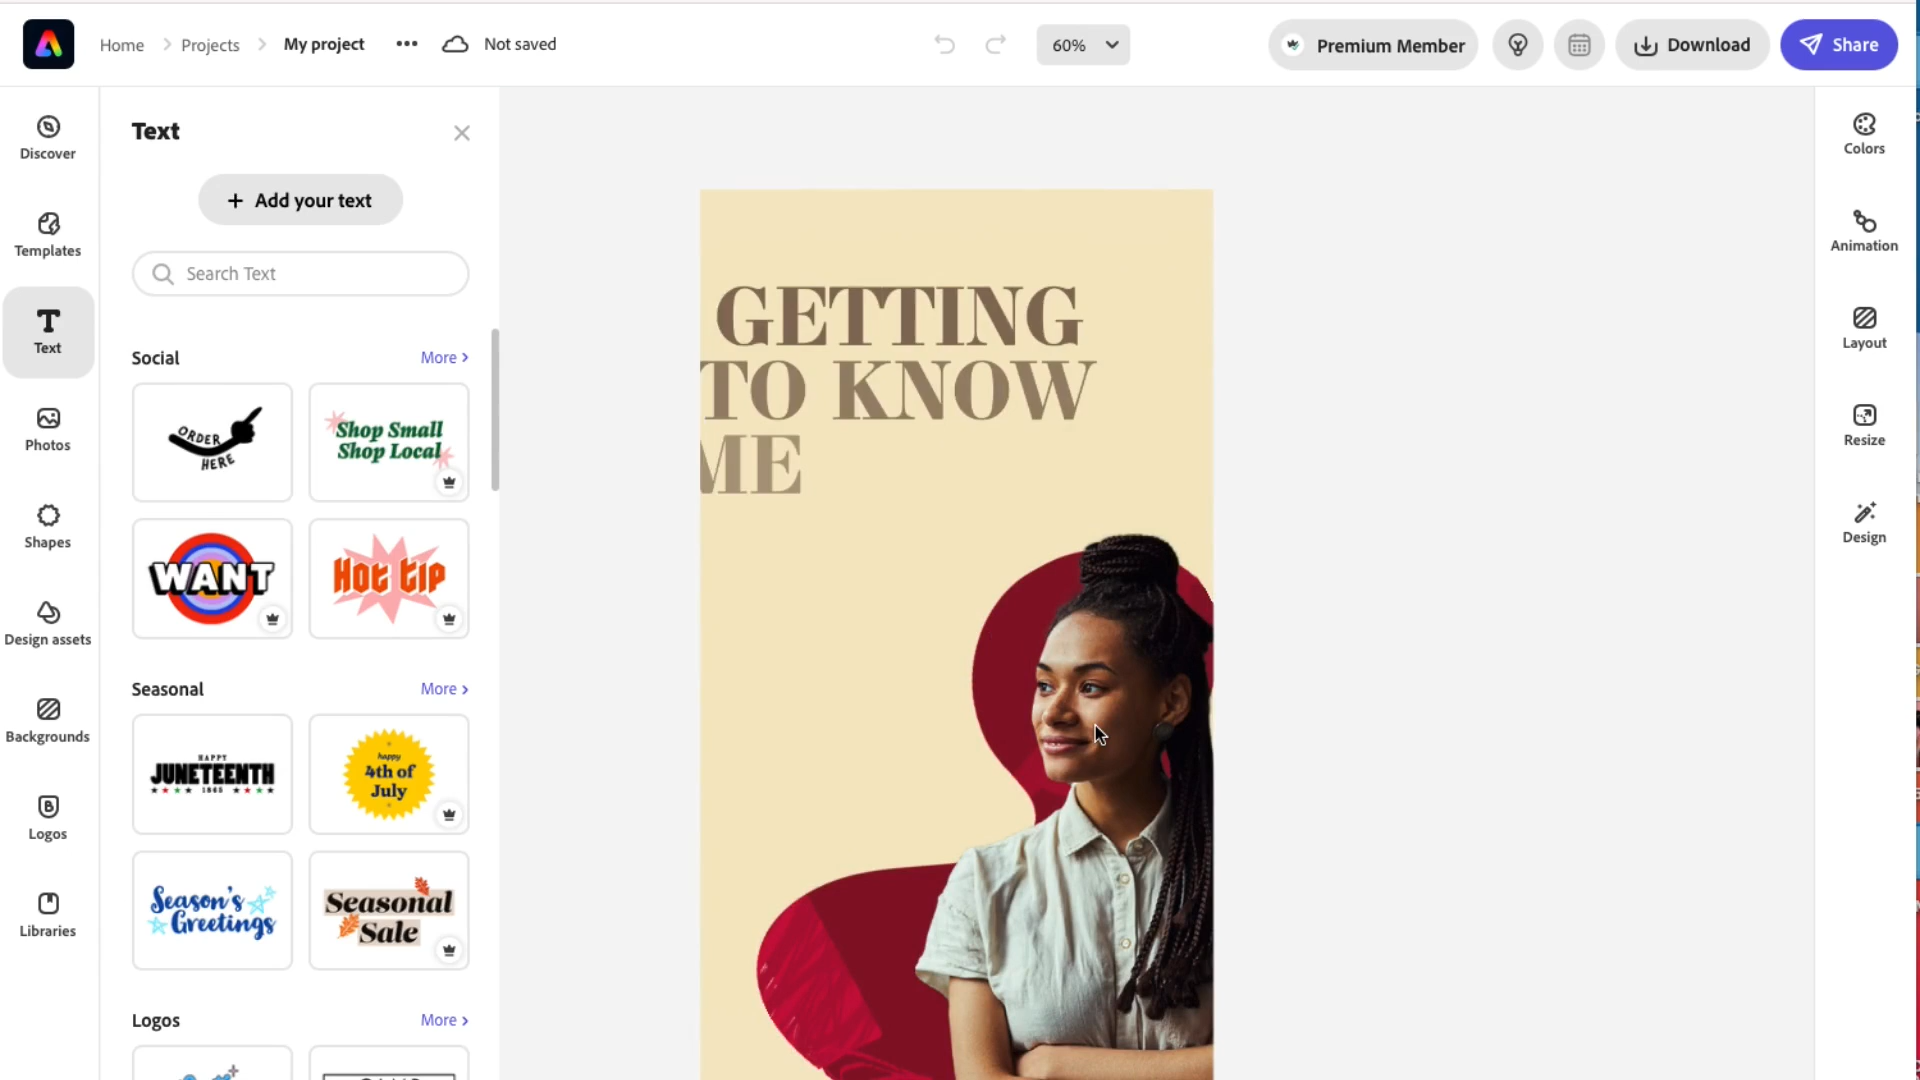 Home
Projects
My project
Not saved
60%
Premium Member
Download
Share
Discover
Templates
Text
Photos
Shapes
Design assets
Backgrounds
Logos
Libraries
Text
+ Add your text
Search Text
Social
More
ORDER
HERE
Shop Small
Shop Local
WANT
Hot tip
Seasonal
More
HAPPY
JUNETEENTH
1865
happy
4th of
July
Season's
Greetings
Seasonal
Sale
Logos
More
GETTING
TO KNOW
ME
Colors
Animation
Layout
Resize
Design